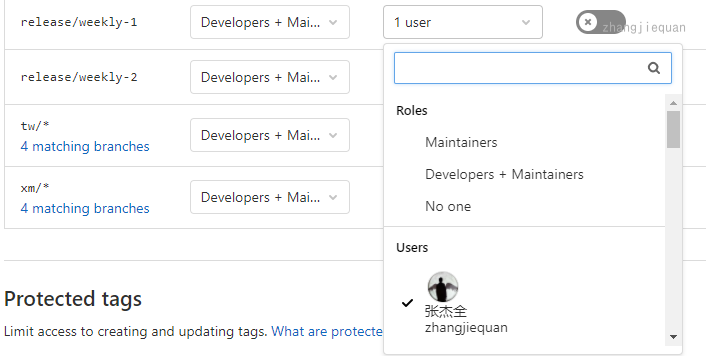 release/weekly-1
Developers + Mai...
1 user
zhangjiequan
release/weekly-2
Developers + Mai...
tw/*
4 matching branches
Developers + Mai...
xm/*
4 matching branches
Developers + Mai...
Roles
Maintainers
Developers + Maintainers
No one
Users
张杰全
zhangjiequan
Protected tags
Limit access to creating and updating tags. What are protecte